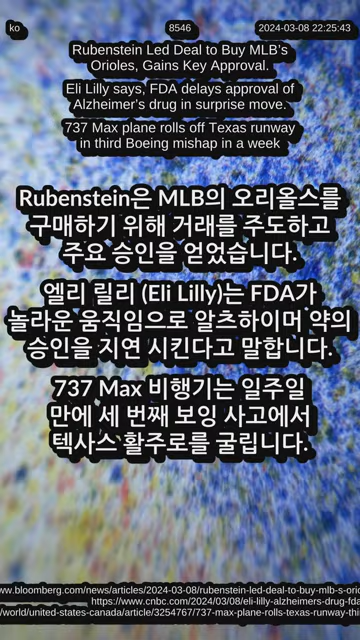 ko
8546
2024-03-08 22:25:43
Rubenstein Led Deal to Buy MLB's
Orioles, Gains Key Approval.
Eli Lilly says, FDA delays approval of
Alzheimer's drug in surprise move.
737 Max plane rolls off Texas runway
in third Boeing mishap in a week
Rubenstein은 MLB의 오리올스를
구매하기 위해 거래를 주도하고
주요 승인을 얻었습니다.
엘리 릴리 (Eli Lilly)는 FDA가
놀라운 움직임으로 알츠하이머 약의
승인을 지연 시킨다고 말합니다.
737 Max 비행기는 일주일
만에 세 번째 보잉 사고에서
텍사스 활주로를 굴립니다.
ww.bloomberg.com/news/articles/2024-03-08/rubenstein-led-deal-to-buy-mlb-s-orio
https://www.cnbc.com/2024/03/08/eli-lilly-alzheimers-drug-fda
/world/united-states-canada/article/3254767/737-max-plane-rolls-texas-runway-thi